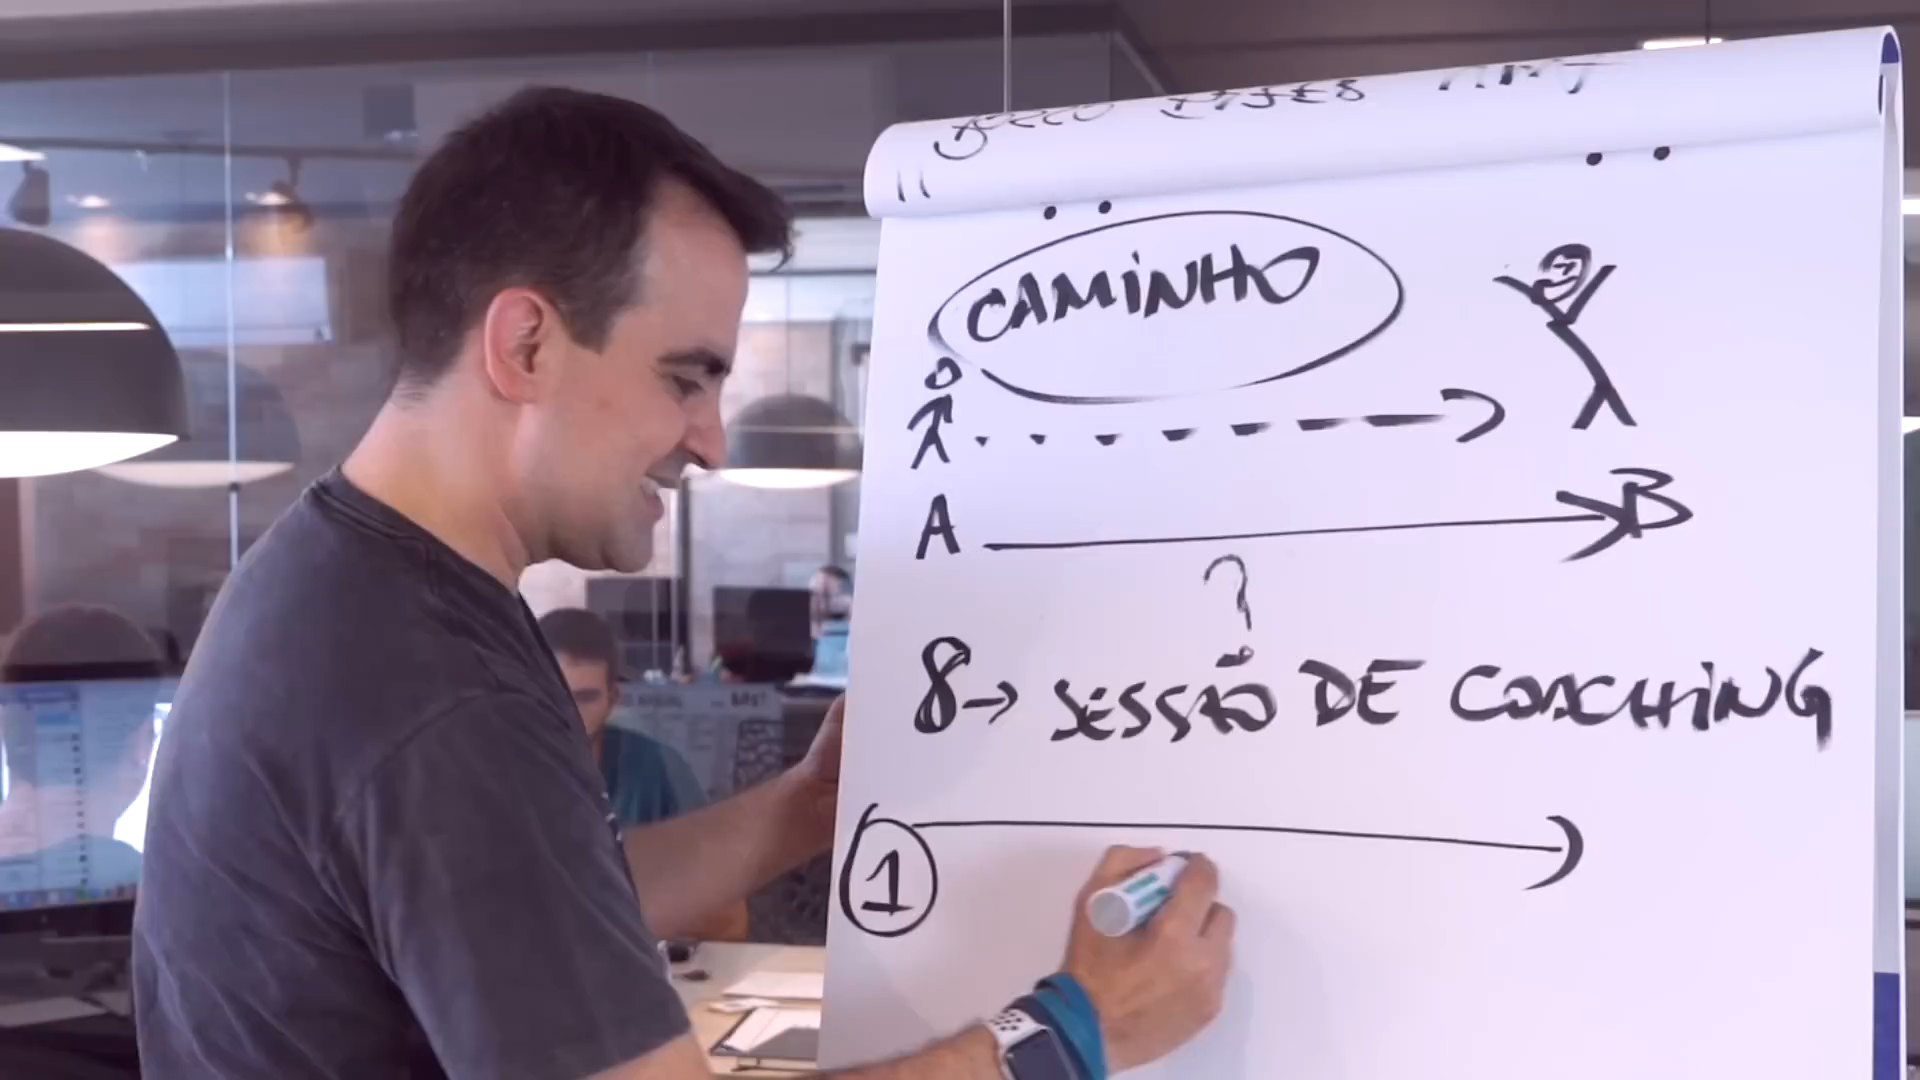 CAMINHO
A B
?
8→ SESSÃO DE COACHING
1